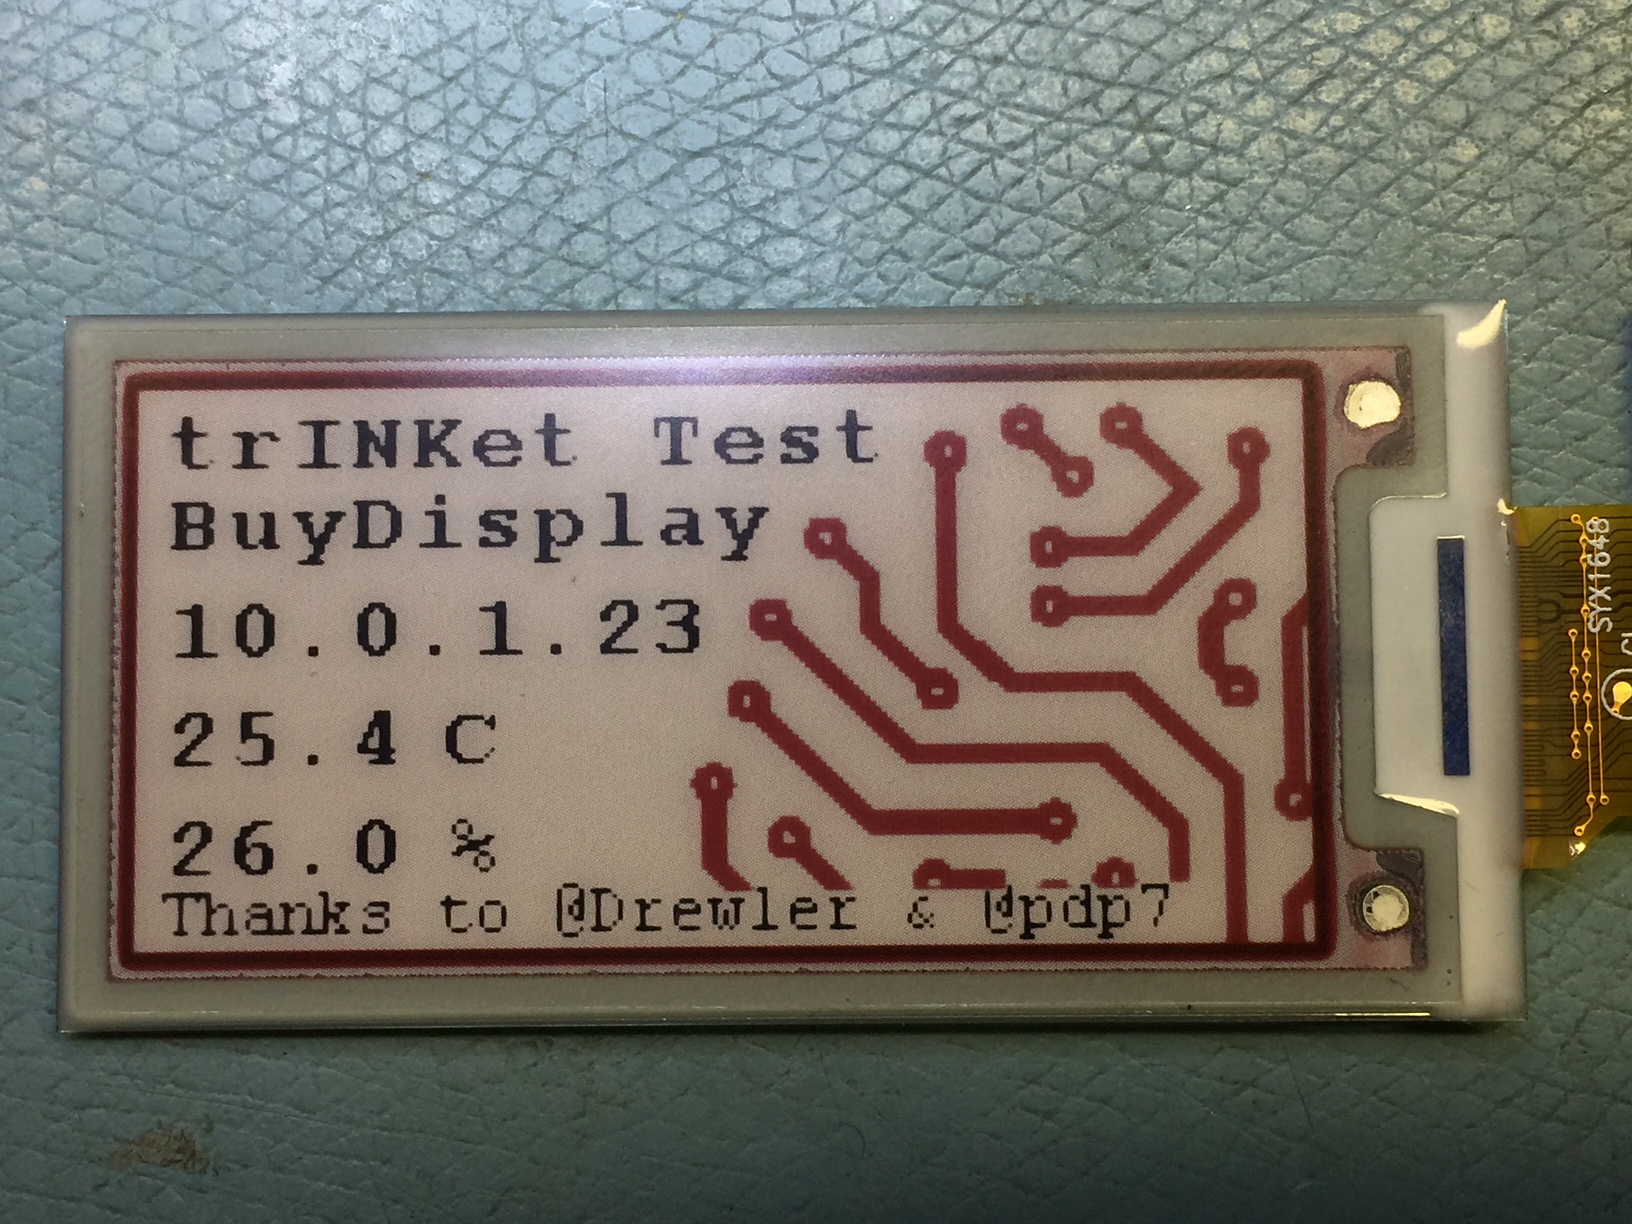 trINKet Test
BuyDisplay
10.0.1.23
25.4 C
26.0 %
Thanks to @Drewler & @pdp7
SYX1648